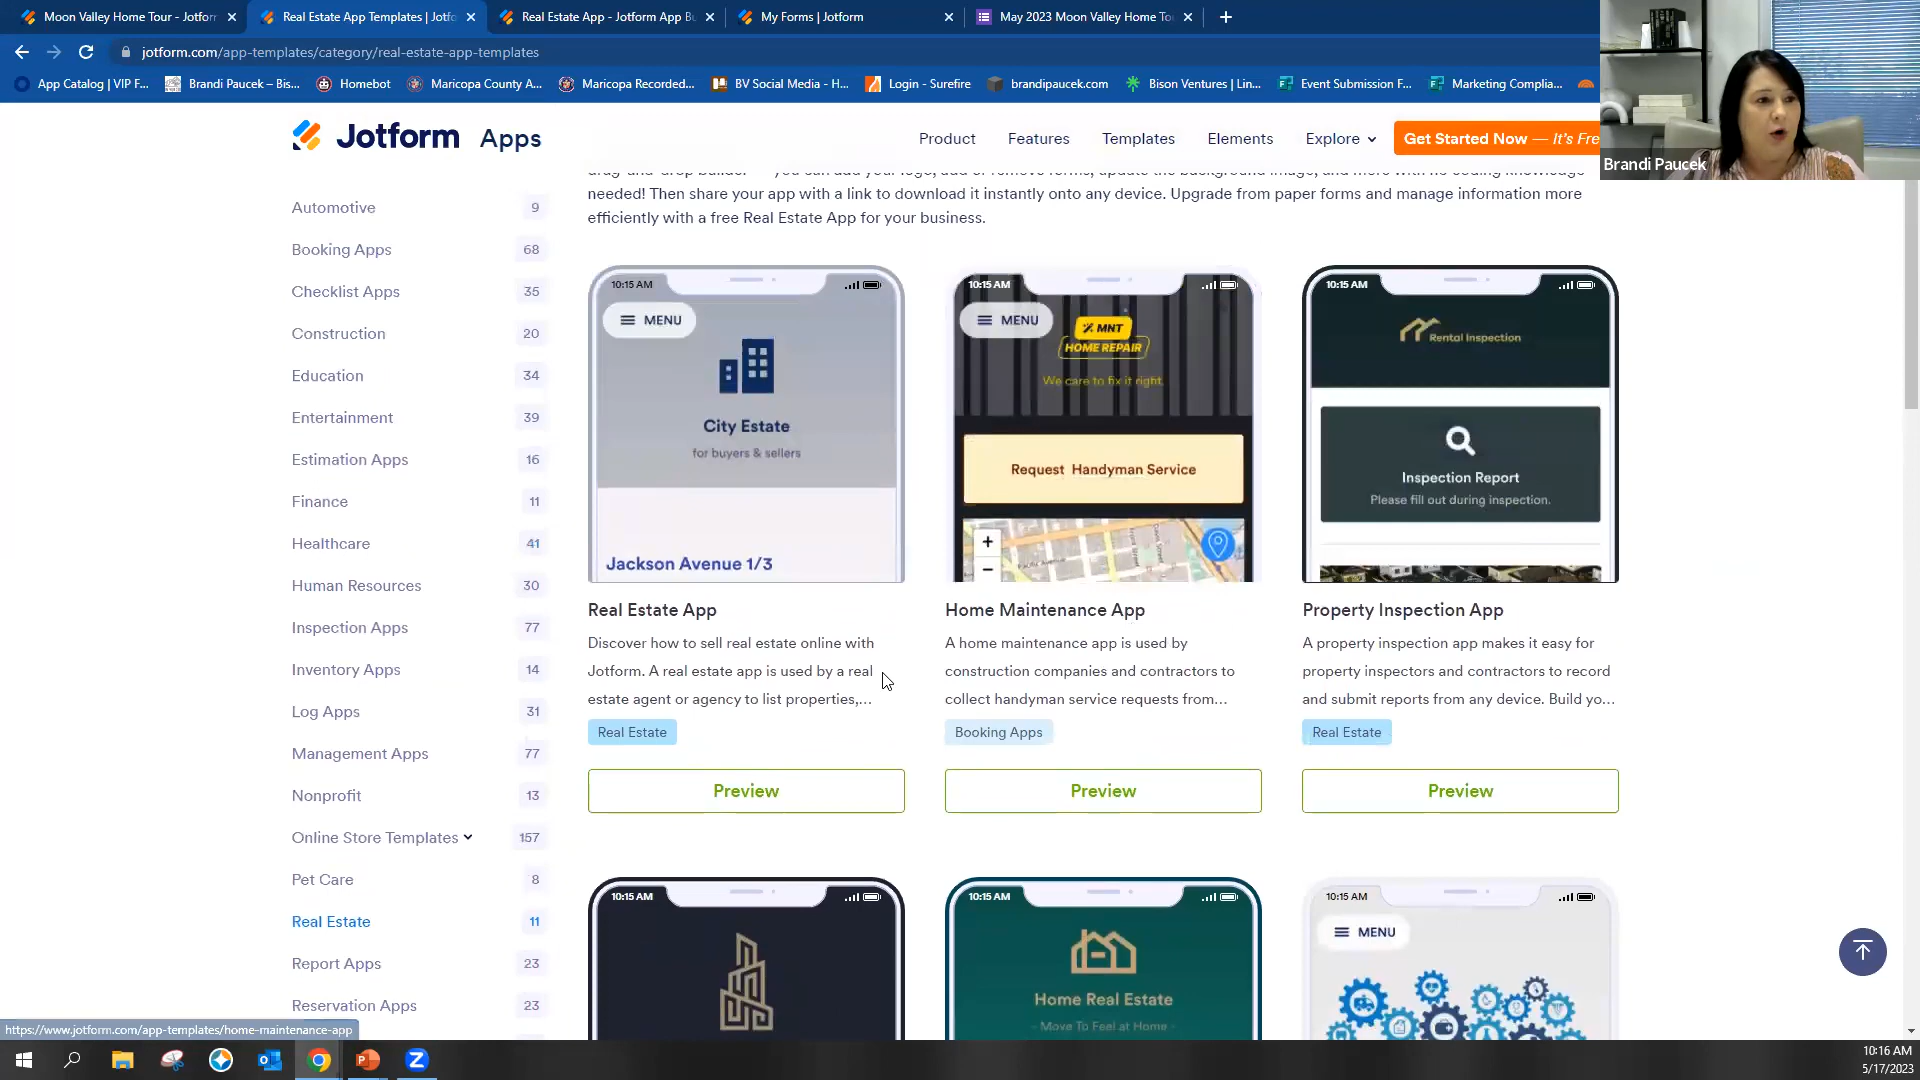 Moon Valley Home Tour - Jotform
Real Estate App Templates | Jotfo
Real Estate App - Jotform App Bu
My Forms | Jotform
May 2023 Moon Valley Home To
jotform.com/app-templates/category/real-estate-app-templates
App Catalog | VIP F...
Brandi Paucek – Bis...
Homebot
Maricopa County A...
Maricopa Recorded...
BV Social Media - H...
Login - Surefire
brandipaucek.com
Bison Ventures | Lin...
Event Submission F...
Marketing Complia...
Brandi Paucek
Jotform Apps
Product
Features
Templates
Elements
Explore
Get Started Now — It's Fre
needed! Then share your app with a link to download it instantly onto any device. Upgrade from paper forms and manage information more
efficiently with a free Real Estate App for your business.
Automotive 9
Booking Apps 68
Checklist Apps 35
Construction 20
Education 34
Entertainment 39
Estimation Apps 16
Finance 11
Healthcare 41
Human Resources 30
Inspection Apps 77
Inventory Apps 14
Log Apps 31
Management Apps 77
Nonprofit 13
Online Store Templates 157
Pet Care 8
Real Estate 11
Report Apps 23
Reservation Apps 23
10:15 AM
MENU
City Estate
for buyers & sellers
Jackson Avenue 1/3
Real Estate App
Discover how to sell real estate online with
Jotform. A real estate app is used by a real
estate agent or agency to list properties,...
Real Estate
Preview
10:15 AM
MENU
MNT
HOME REPAIR
We care to fix it right.
Request Handyman Service
+
−
Home Maintenance App
A home maintenance app is used by
construction companies and contractors to
collect handyman service requests from...
Booking Apps
Preview
10:15 AM
Rental Inspection
Inspection Report
Please fill out during inspection.
Property Inspection App
A property inspection app makes it easy for
property inspectors and contractors to record
and submit reports from any device. Build yo...
Real Estate
Preview
10:15 AM
10:15 AM
Home Real Estate
- Move To Feel at Home -
10:15 AM
MENU
https://www.jotform.com/app-templates/home-maintenance-app
10:16 AM
5/17/2023